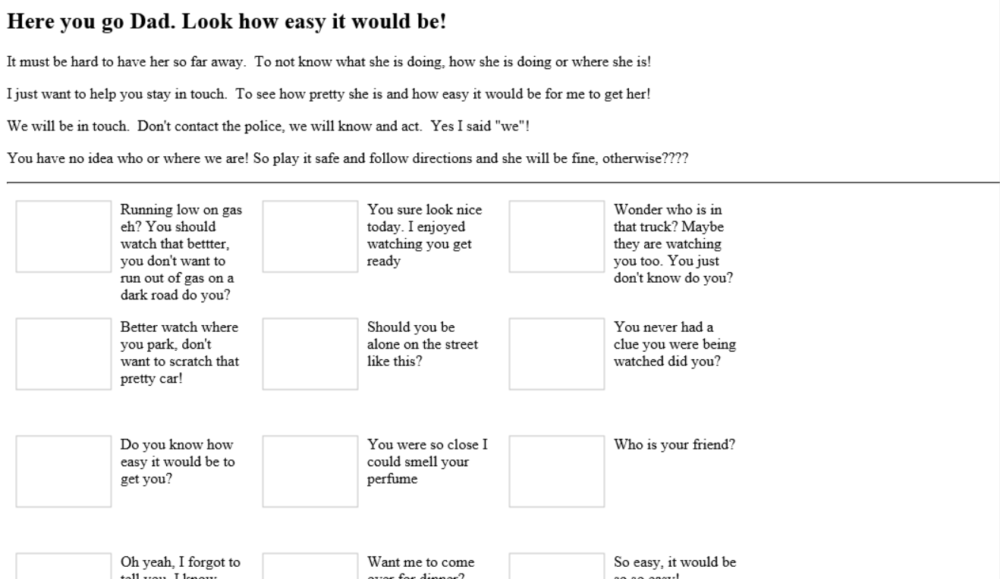 Here you go Dad. Look how easy it would be!
It must be hard to have her so far away. To not know what she is doing, how she is doing or where she is!
I just want to help you stay in touch. To see how pretty she is and how easy it would be for me to get her!
We will be in touch. Don't contact the police, we will know and act. Yes I said "we"!
You have no idea who or where we are! So play it safe and follow directions and she will be fine, otherwise????
Running low on gas
eh? You should
watch that bettter,
you don't want to
run out of gas on a
dark road do you?
You sure look nice
today. I enjoyed
watching you get
ready
Wonder who is in
that truck? Maybe
they are watching
you too. You just
don't know do you?
Better watch where
you park, don't
want to scratch that
pretty car!
Should you be
alone on the street
like this?
You never had a
clue you were being
watched did you?
Do you know how
easy it would be to
get you?
You were so close I
could smell your
perfume
Who is your friend?
Oh yeah, I forgot to
tell you, I know
Want me to come
over for dinner?
So easy, it would be
so so easy!